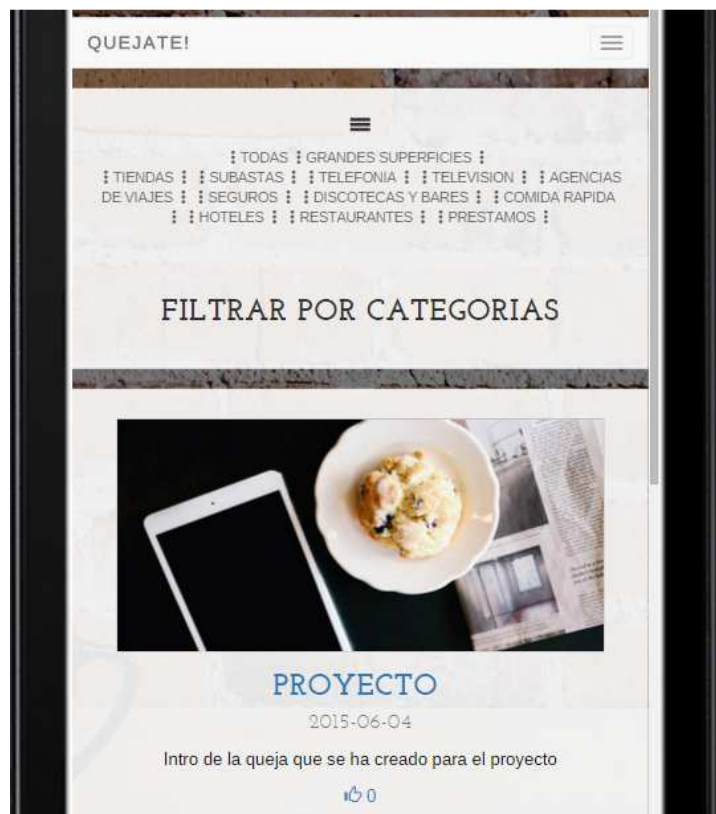 QUEJATE!
⋮ TODAS ⋮ GRANDES SUPERFICIES ⋮
⋮ TIENDAS ⋮ ⋮ SUBASTAS ⋮ ⋮ TELEFONIA ⋮ ⋮ TELEVISION ⋮ ⋮ AGENCIAS
DE VIAJES ⋮ ⋮ SEGUROS ⋮ ⋮ DISCOTECAS Y BARES ⋮ ⋮ COMIDA RAPIDA
⋮ ⋮ HOTELES ⋮ ⋮ RESTAURANTES ⋮ ⋮ PRESTAMOS ⋮
FILTRAR POR CATEGORIAS
PROYECTO
2015-06-04
Intro de la queja que se ha creado para el proyecto
0